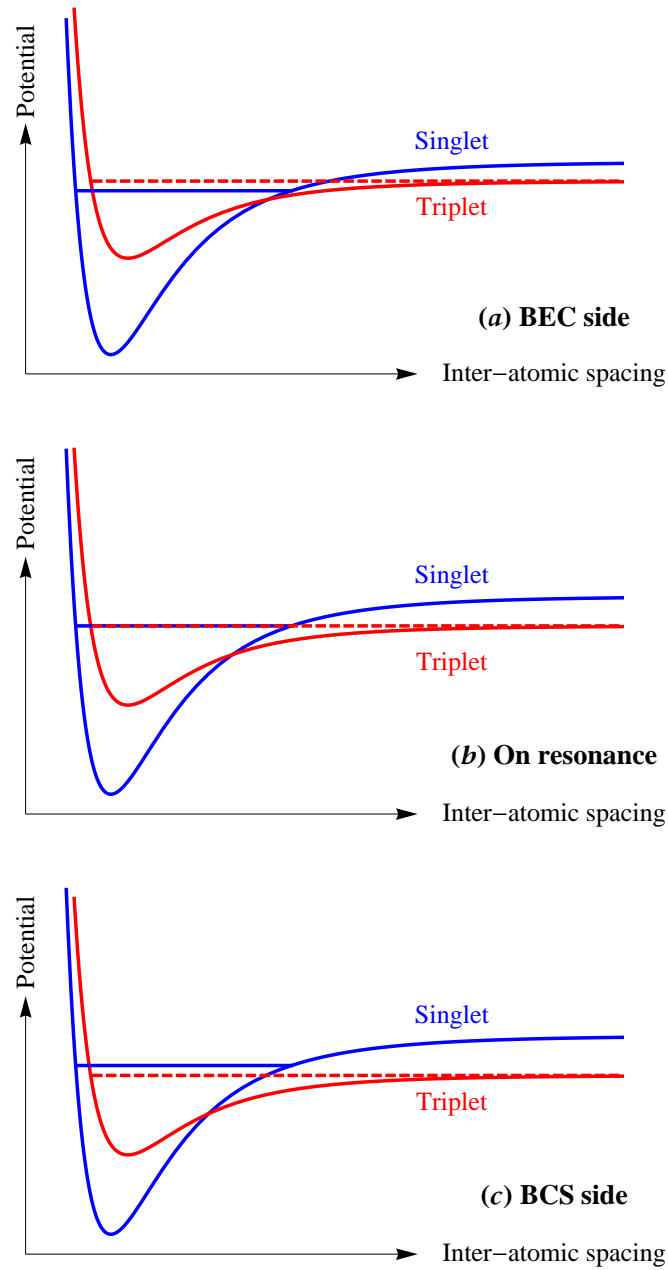 Potential
Singlet
Triplet
(a) BEC side
Inter−atomic spacing
Potential
Singlet
Triplet
(b) On resonance
Inter−atomic spacing
Potential
Singlet
Triplet
(c) BCS side
Inter−atomic spacing